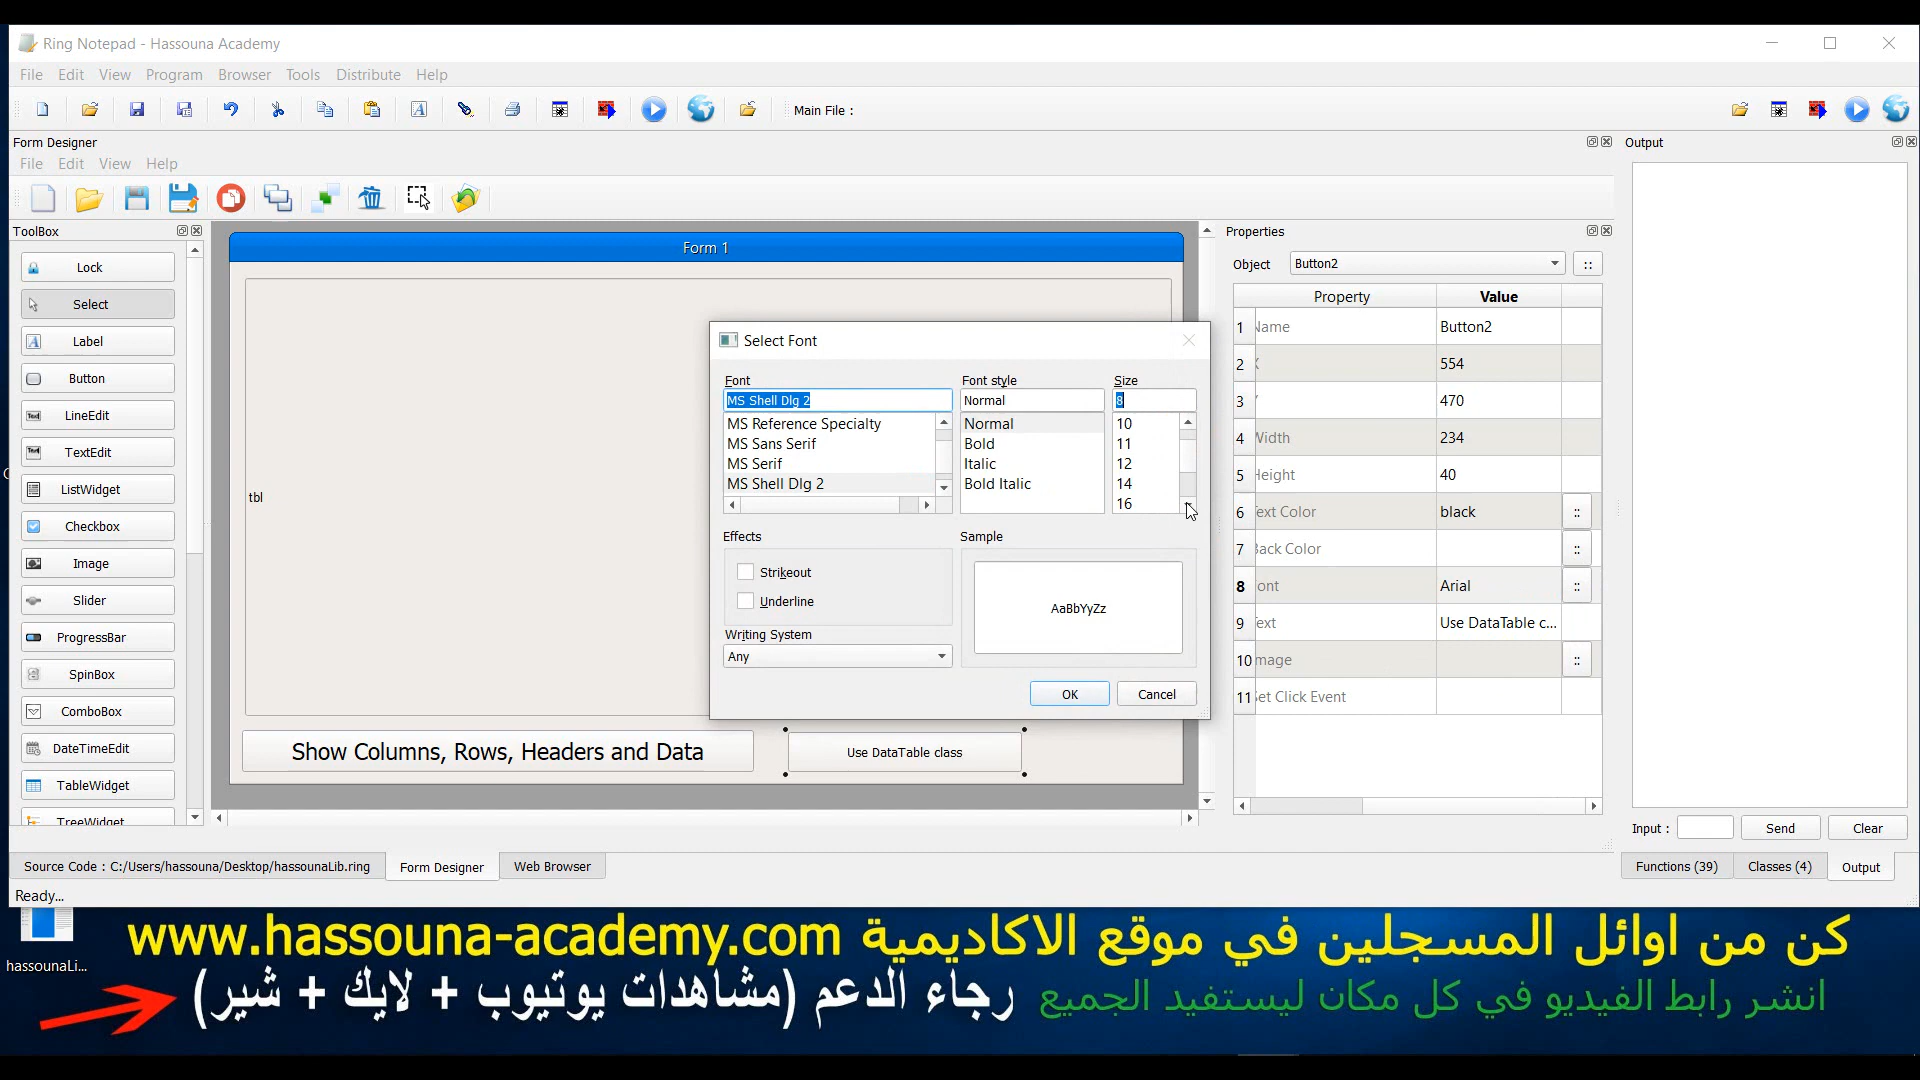 Ring Notepad - Hassouna Academy
File Edit View Program Browser Tools Distribute Help
Main File :
Form Designer
Output
File Edit View Help
ToolBox
Lock
Select
Label
Button
LineEdit
TextEdit
ListWidget
Checkbox
Image
Slider
ProgressBar
SpinBox
ComboBox
DateTimeEdit
TableWidget
TreeWidget
Form 1
tbl
Show Columns, Rows, Headers and Data
Use DataTable class
Select Font
Font
Font style
Size
MS Shell Dlg 2
Normal
8
MS Reference Specialty
MS Sans Serif
MS Serif
MS Shell Dlg 2
Normal
Bold
Italic
Bold Italic
10
11
12
14
16
Effects
Strikeout
Underline
Sample
AaBbYyZz
Writing System
Any
OK
Cancel
Properties
Object Button2 ::
Property Value
1 Name Button2
2 X 554
3 Y 470
4 Width 234
5 Height 40
6 ext Color black ::
7 Back Color ::
8 ont Arial ::
9 ext Use DataTable c...
10 mage ::
11 Set Click Event
Input : Send Clear
Source Code : C:/Users/hassouna/Desktop/hassounaLib.ring Form Designer Web Browser
Functions (39) Classes (4) Output
Ready...
hassounaLi...
كن من اوائل المسجلين في موقع الاكاديمية www.hassouna-academy.com
انشر رابط الفيديو في كل مكان ليستفيد الجميع
رجاء الدعم (مشاهدات يوتيوب + لايك + شير)